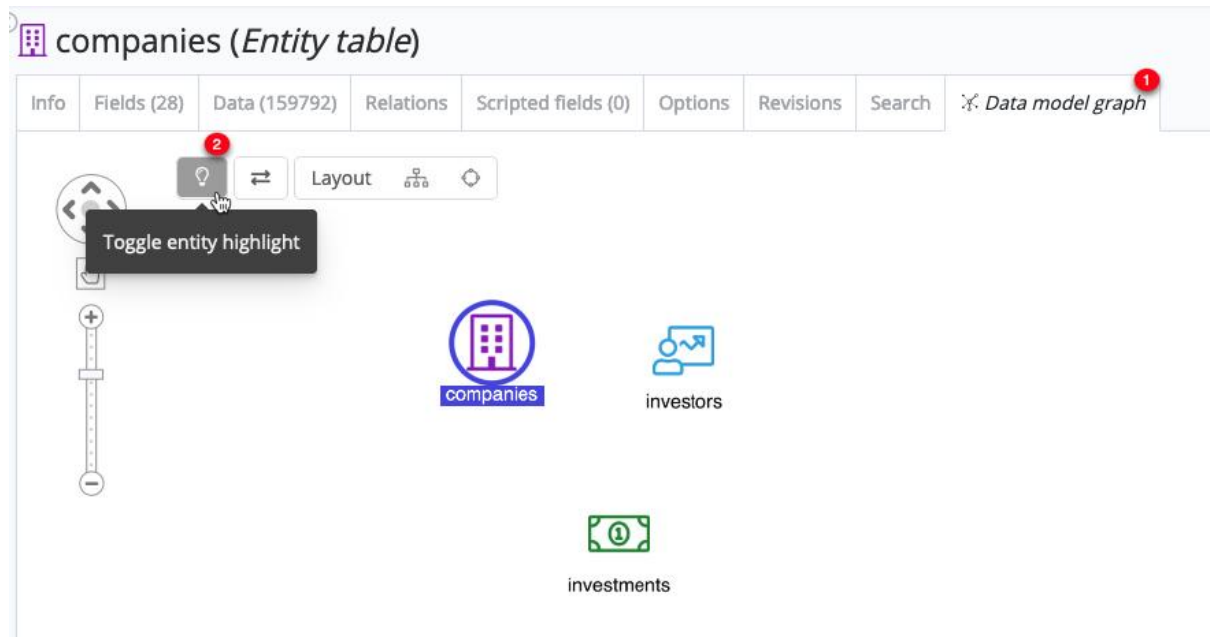 companies (Entity table)
1
Info Fields (28) Data (159792) Relations Scripted fields (0) Options Revisions Search Data model graph
2
Layout
Toggle entity highlight
companies
investors
1
investments